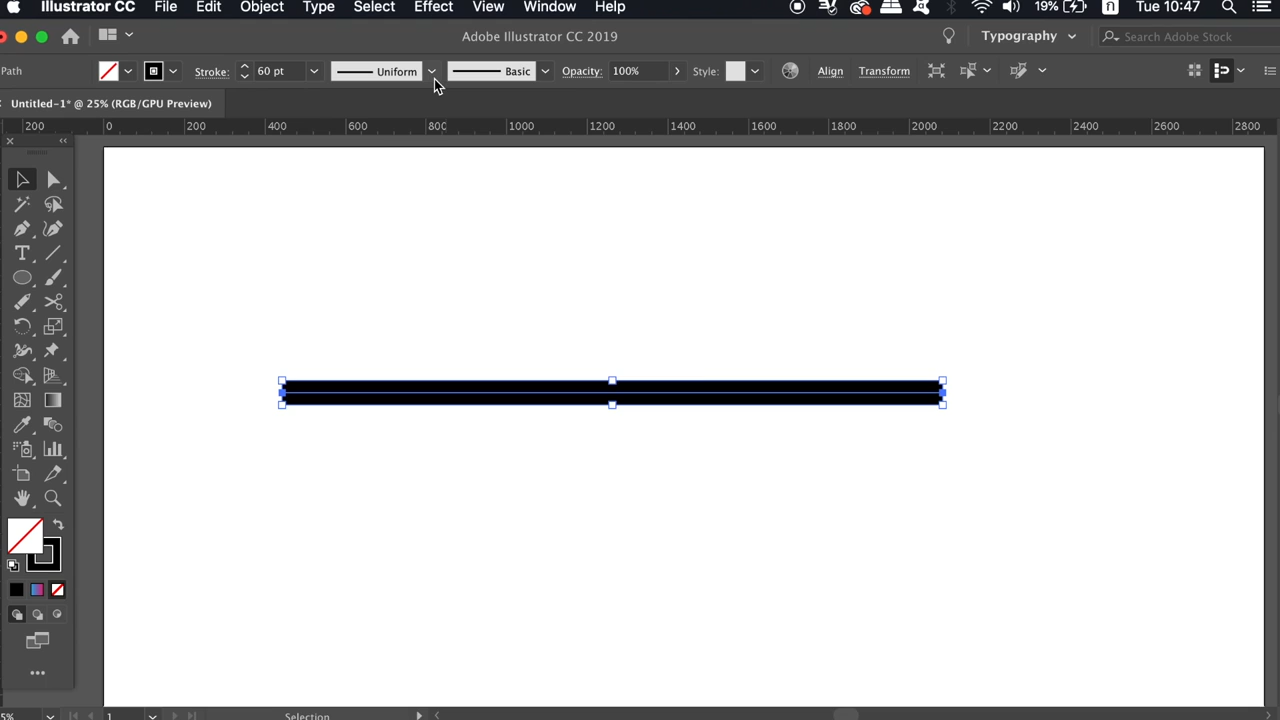 Illustrator CC File Edit Object Type Select Effect View Window Help 19% ก Tue 10:47
Adobe Illustrator CC 2019 Typography Search Adobe Stock
Path Stroke: 60 pt Uniform Basic Opacity: 100% Style: Align Transform
Untitled-1* @ 25% (RGB/GPU Preview)
200 0 200 400 600 800 1000 1200 1400 1600 1800 2000 2200 2400 2600 2800
5% 1 Selection